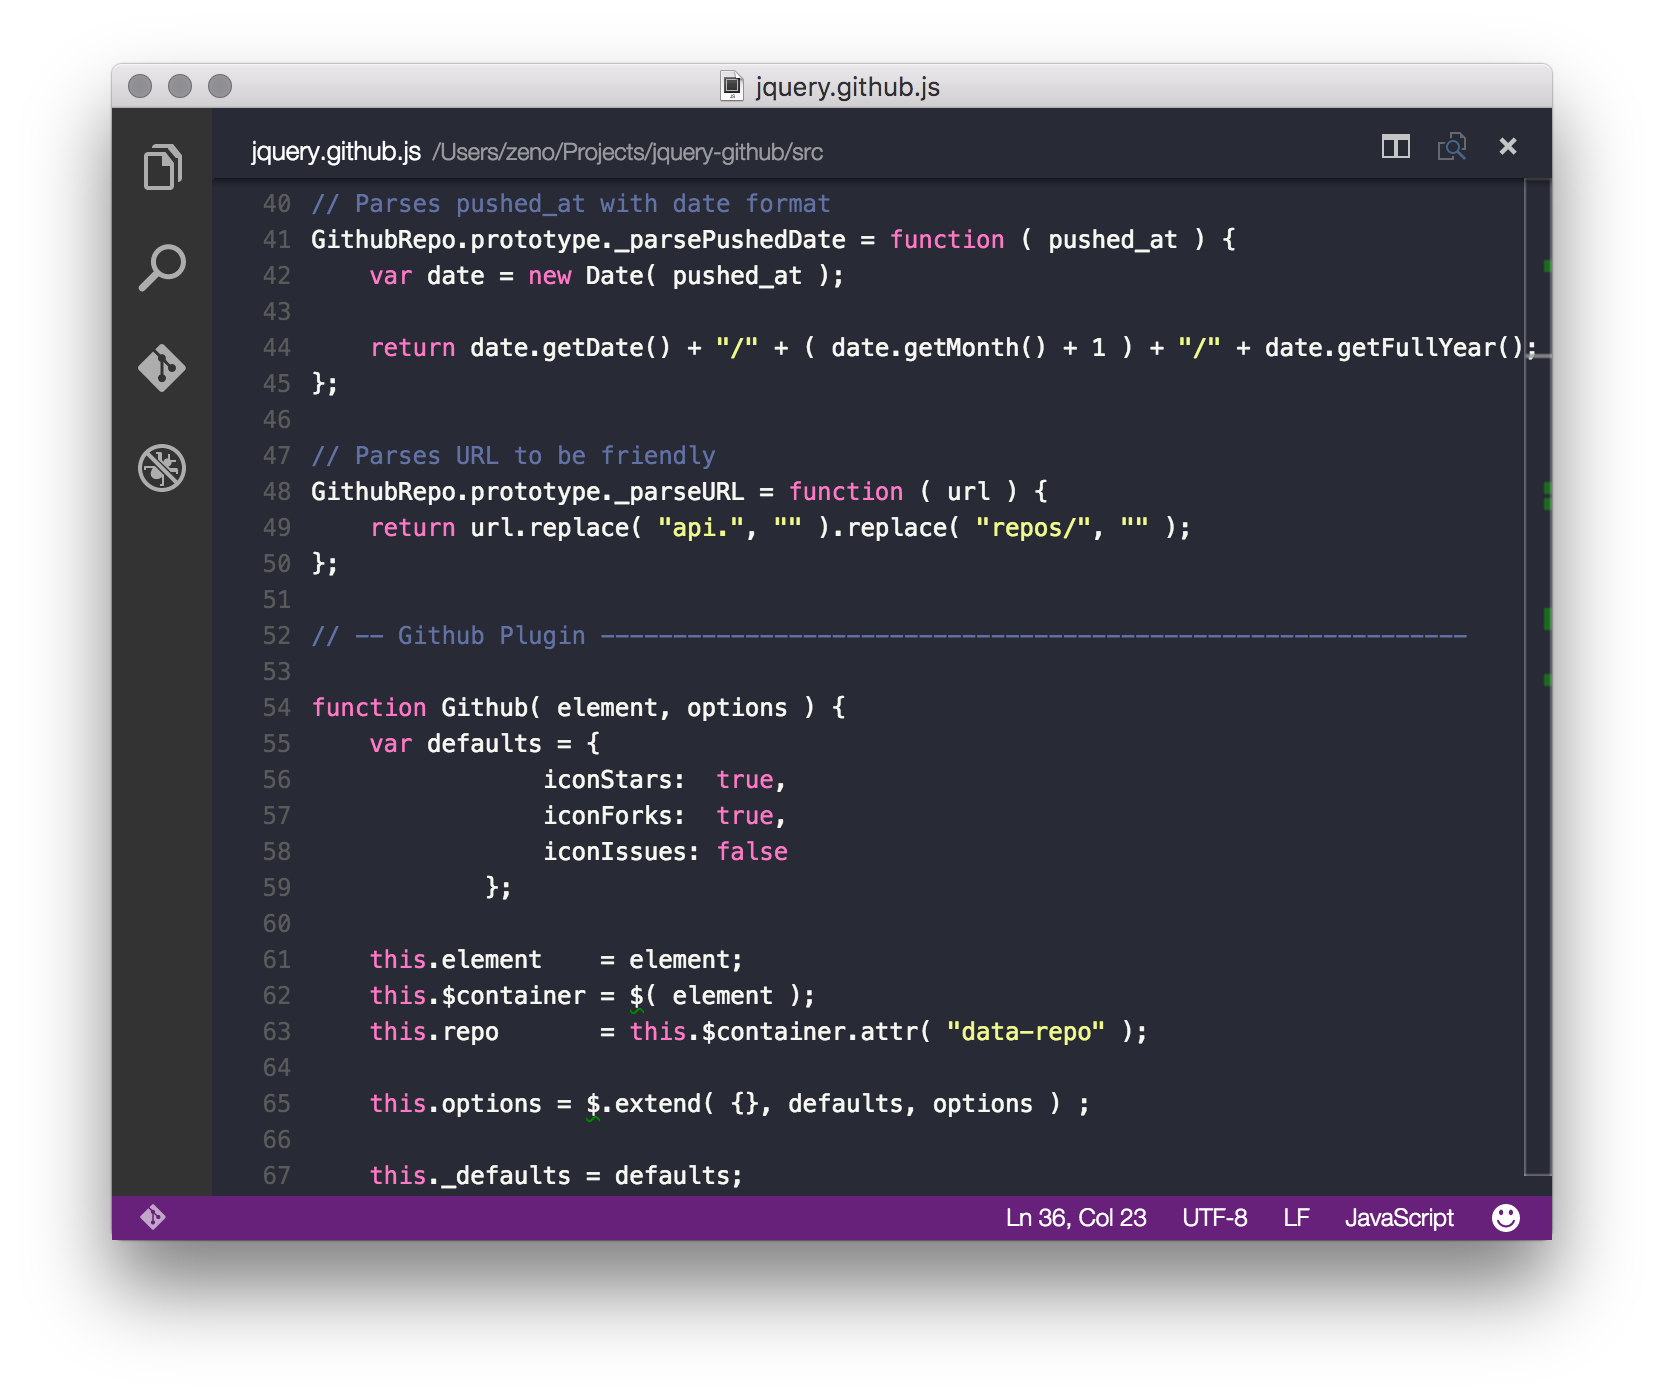 jquery.github.js
jquery.github.js /Users/zeno/Projects/jquery-github/src
40 // Parses pushed_at with date format
41 GithubRepo.prototype._parsePushedDate = function ( pushed_at ) {
42     var date = new Date( pushed_at );
43
44     return date.getDate() + "/" + ( date.getMonth() + 1 ) + "/" + date.getFullYear();
45 };
46
47 // Parses URL to be friendly
48 GithubRepo.prototype._parseURL = function ( url ) {
49     return url.replace( "api.", "" ).replace( "repos/", "" );
50 };
51
52 // -- Github Plugin ------------------------------------------------------------
53
54 function Github( element, options ) {
55     var defaults = {
56                 iconStars:  true,
57                 iconForks:  true,
58                 iconIssues: false
59             };
60
61     this.element    = element;
62     this.$container = $( element );
63     this.repo       = this.$container.attr( "data-repo" );
64
65     this.options = $.extend( {}, defaults, options ) ;
66
67     this._defaults = defaults;
Ln 36, Col 23 UTF-8 LF JavaScript